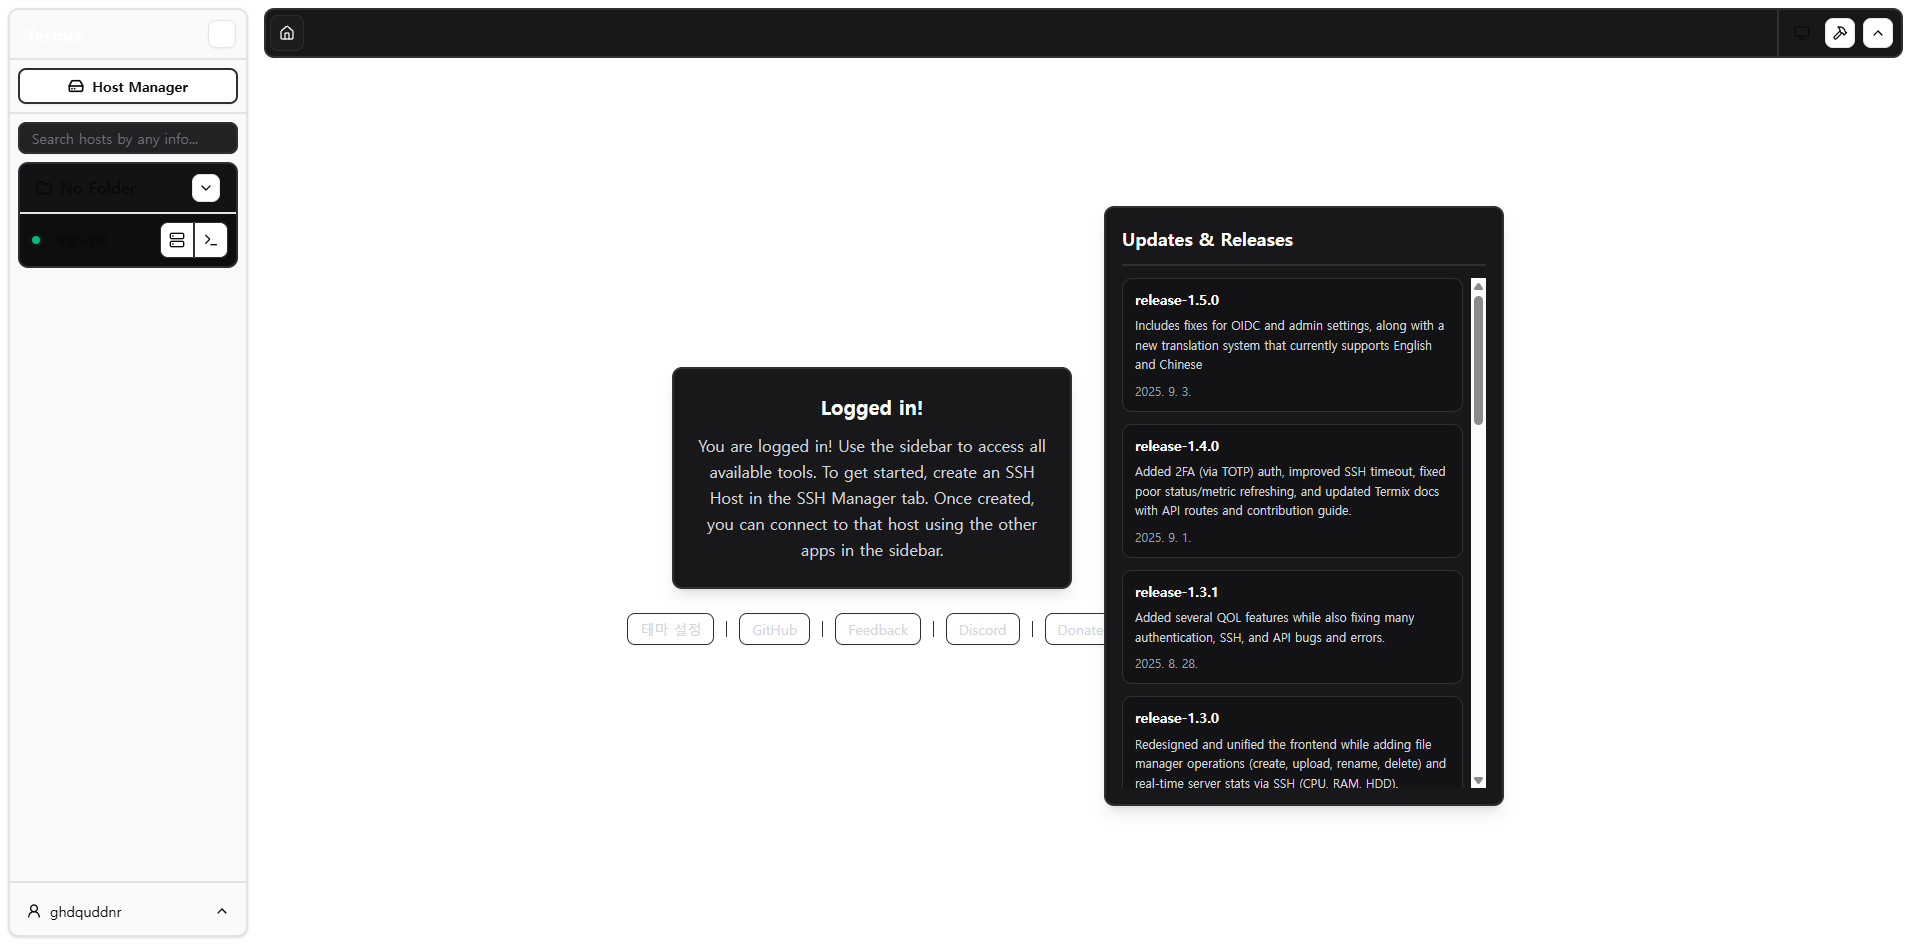 Termix
Host Manager
Search hosts by any info...
No Folder
Logged in!
You are logged in! Use the sidebar to access all
available tools. To get started, create an SSH
Host in the SSH Manager tab. Once created,
you can connect to that host using the other
apps in the sidebar.
테마 설정
GitHub
Feedback
Discord
Donate
Updates & Releases
release-1.5.0
Includes fixes for OIDC and admin settings, along with a
new translation system that currently supports English
and Chinese
2025. 9. 3.
release-1.4.0
Added 2FA (via TOTP) auth, improved SSH timeout, fixed
poor status/metric refreshing, and updated Termix docs
with API routes and contribution guide.
2025. 9. 1.
release-1.3.1
Added several QOL features while also fixing many
authentication, SSH, and API bugs and errors.
2025. 8. 28.
release-1.3.0
Redesigned and unified the frontend while adding file
manager operations (create, upload, rename, delete) and
real-time server stats via SSH (CPU, RAM, HDD).
ghdquddnr